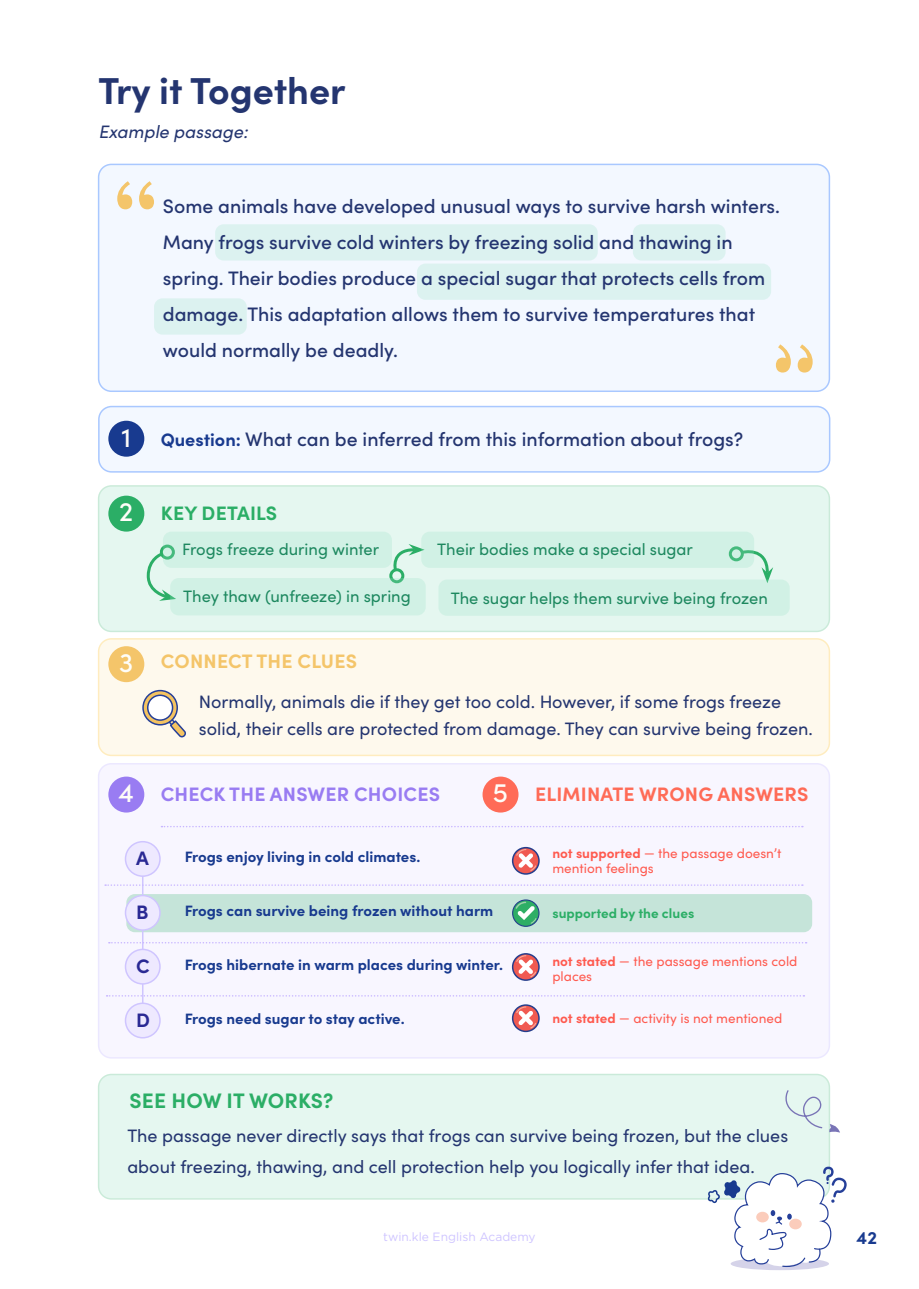 Try it Together
Example passage:
“ Some animals have developed unusual ways to survive harsh winters.
Many frogs survive cold winters by freezing solid and thawing in
spring. Their bodies produce a special sugar that protects cells from
damage. This adaptation allows them to survive temperatures that
would normally be deadly. ”
1 Question: What can be inferred from this information about frogs?
2 KEY DETAILS
Frogs freeze during winter
They thaw (unfreeze) in spring
Their bodies make a special sugar
The sugar helps them survive being frozen
3 CONNECT THE CLUES
Normally, animals die if they get too cold. However, if some frogs freeze
solid, their cells are protected from damage. They can survive being frozen.
4 CHECK THE ANSWER CHOICES
5 ELIMINATE WRONG ANSWERS
A Frogs enjoy living in cold climates.
not supported — the passage doesn’t
mention feelings
B Frogs can survive being frozen without harm
supported by the clues
C Frogs hibernate in warm places during winter.
not stated — the passage mentions cold
places
D Frogs need sugar to stay active.
not stated — activity is not mentioned
SEE HOW IT WORKS?
The passage never directly says that frogs can survive being frozen, but the clues
about freezing, thawing, and cell protection help you logically infer that idea.
??
twin.kle English Academy
42